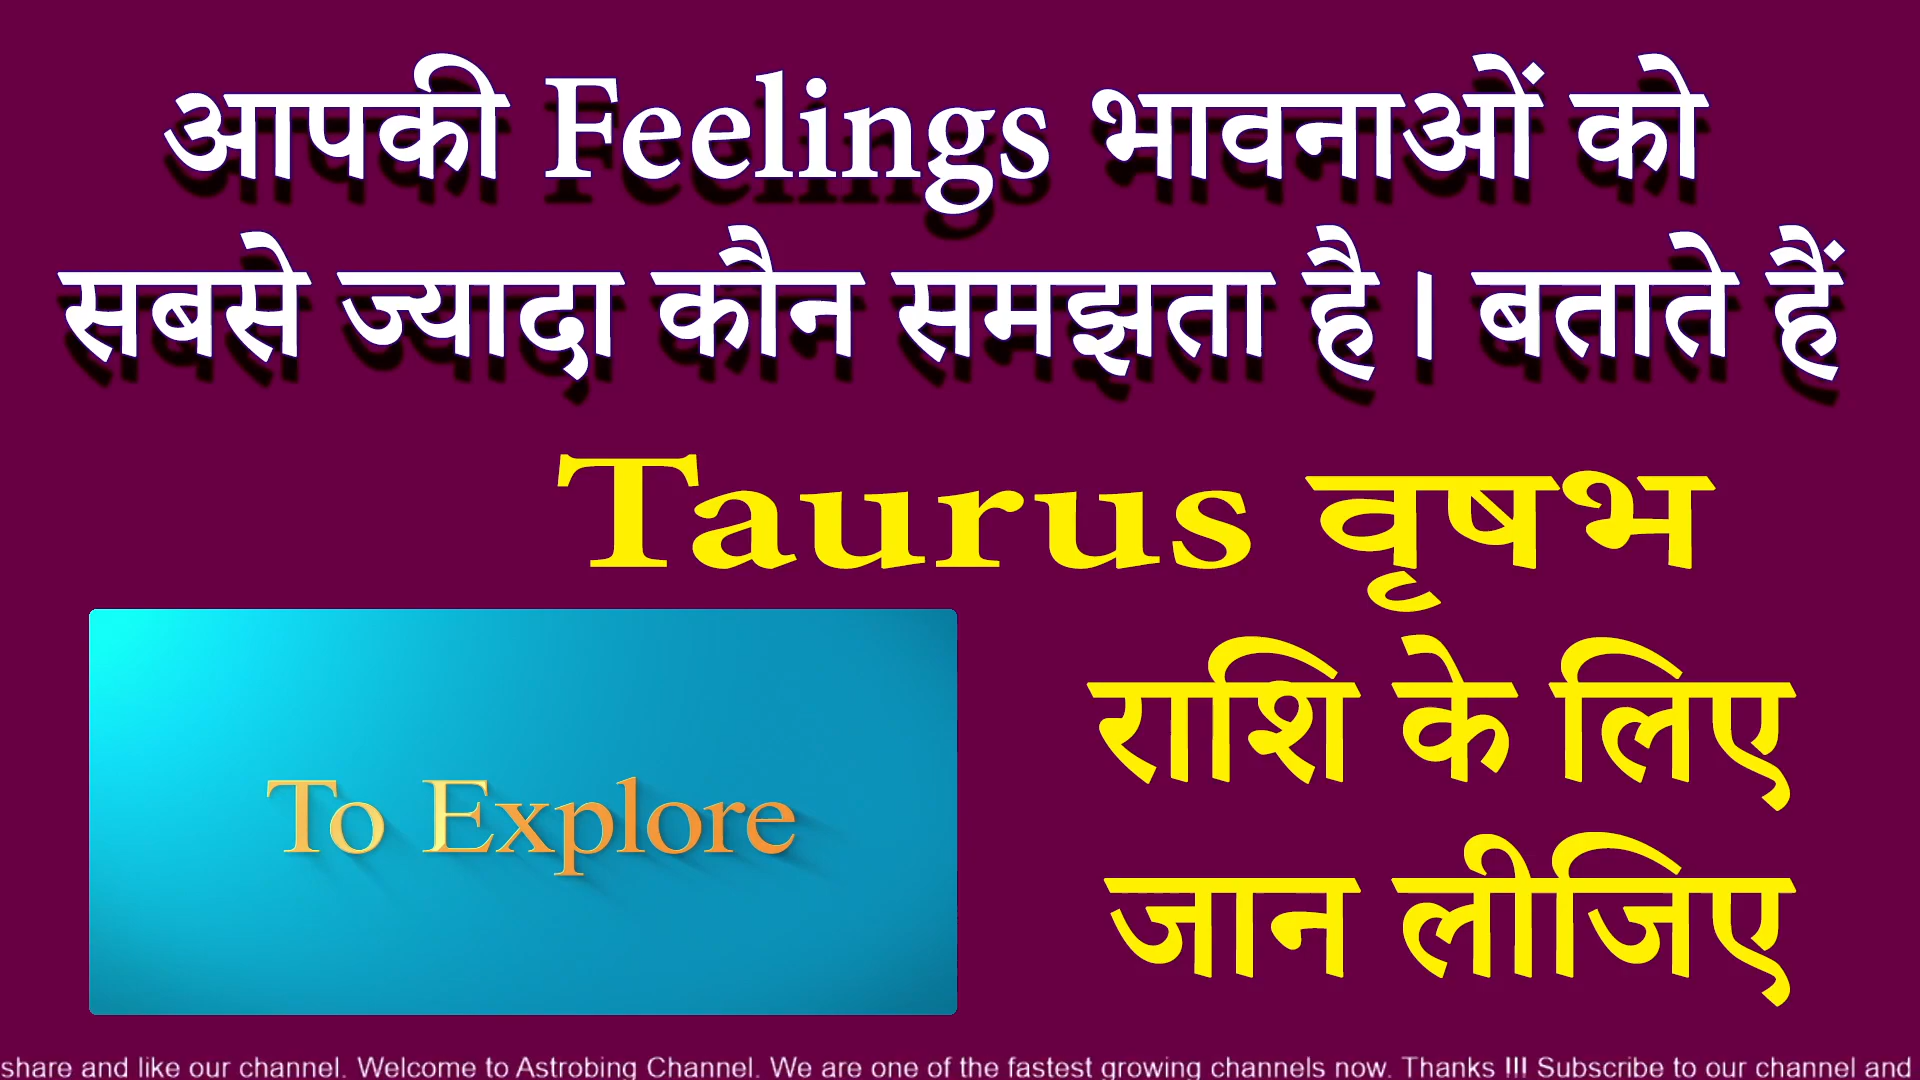 आपकी Feelings भावनाओं को
सबसे ज्यादा कौन समझता है। बताते हैं
Taurus वृषभ
राशि के लिए
जान लीजिए
To Explore
share and like our channel. Welcome to Astrobing Channel. We are one of the fastest growing channels now. Thanks !!! Subscribe to our channel and